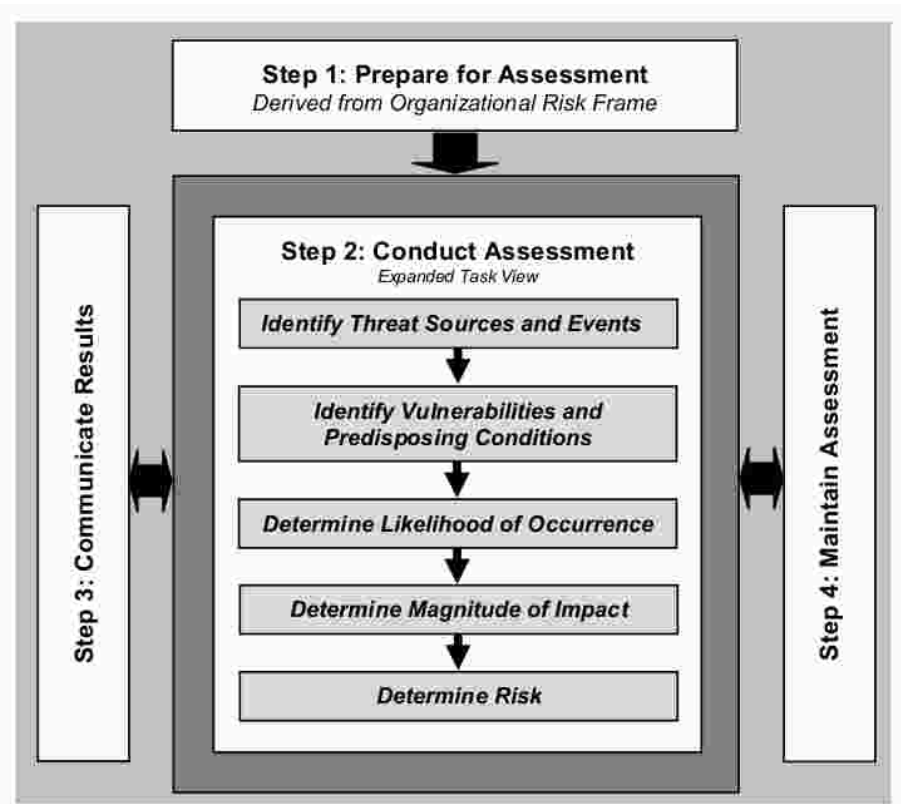 Step 1: Prepare for Assessment
Derived from Organizational Risk Frame
Step 2: Conduct Assessment
Expanded Task View
Identify Threat Sources and Events
Identify Vulnerabilities and
Predisposing Conditions
Determine Likelihood of Occurrence
Determine Magnitude of Impact
Determine Risk
Step 3: Communicate Results
Step 4: Maintain Assessment